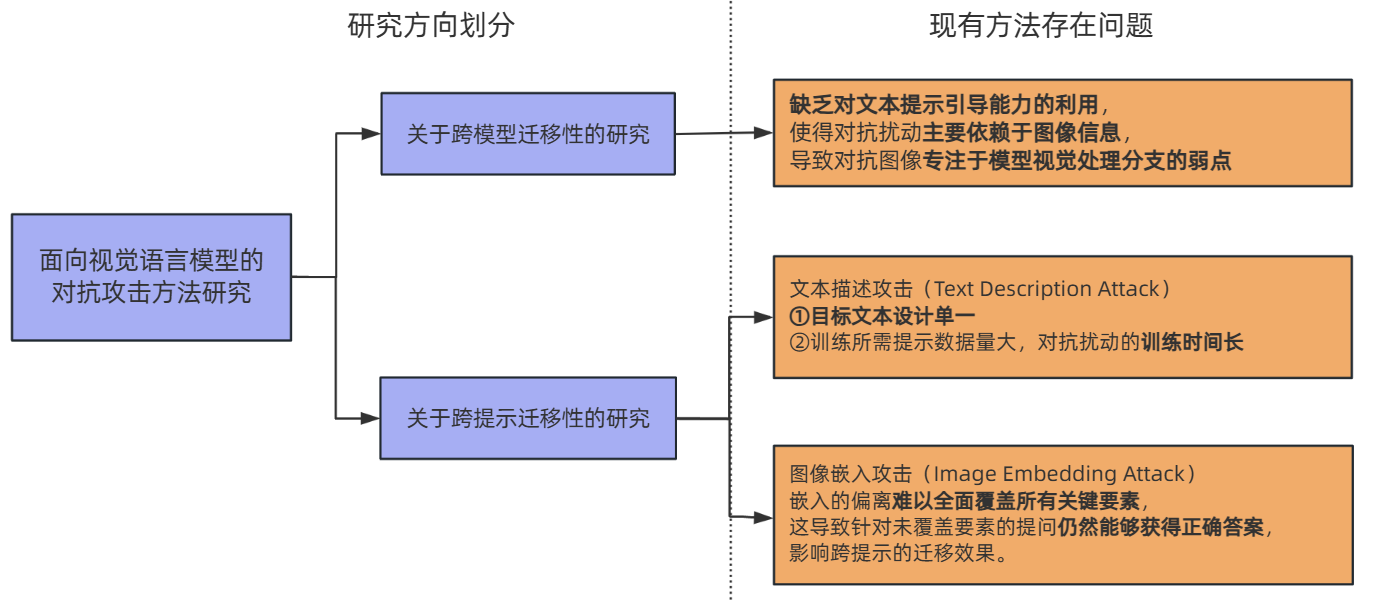 研究方向划分
现有方法存在问题
面向视觉语言模型的
对抗攻击方法研究
关于跨模型迁移性的研究
缺乏对文本提示引导能力的利用，
使得对抗扰动主要依赖于图像信息，
导致对抗图像专注于模型视觉处理分支的弱点
关于跨提示迁移性的研究
文本描述攻击（Text Description Attack）
①目标文本设计单一
②训练所需提示数据量大，对抗扰动的训练时间长
图像嵌入攻击（Image Embedding Attack）
嵌入的偏离难以全面覆盖所有关键要素，
这导致针对未覆盖要素的提问仍然能够获得正确答案，
影响跨提示的迁移效果。